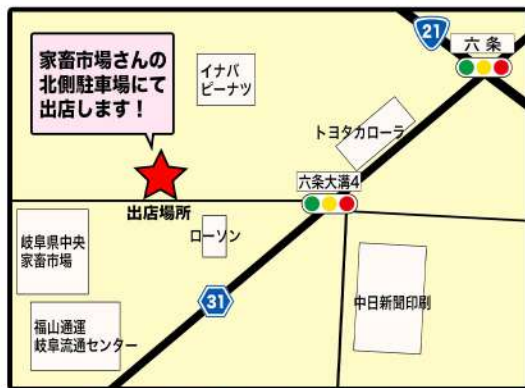 家畜市場さんの
北側駐車場にて
出店します！
イナバ
ピーナツ
21
六条
トヨタカローラ
六条大溝4
出店場所
ローソン
岐阜県中央
家畜市場
31
中日新聞印刷
福山通運
岐阜流通センター